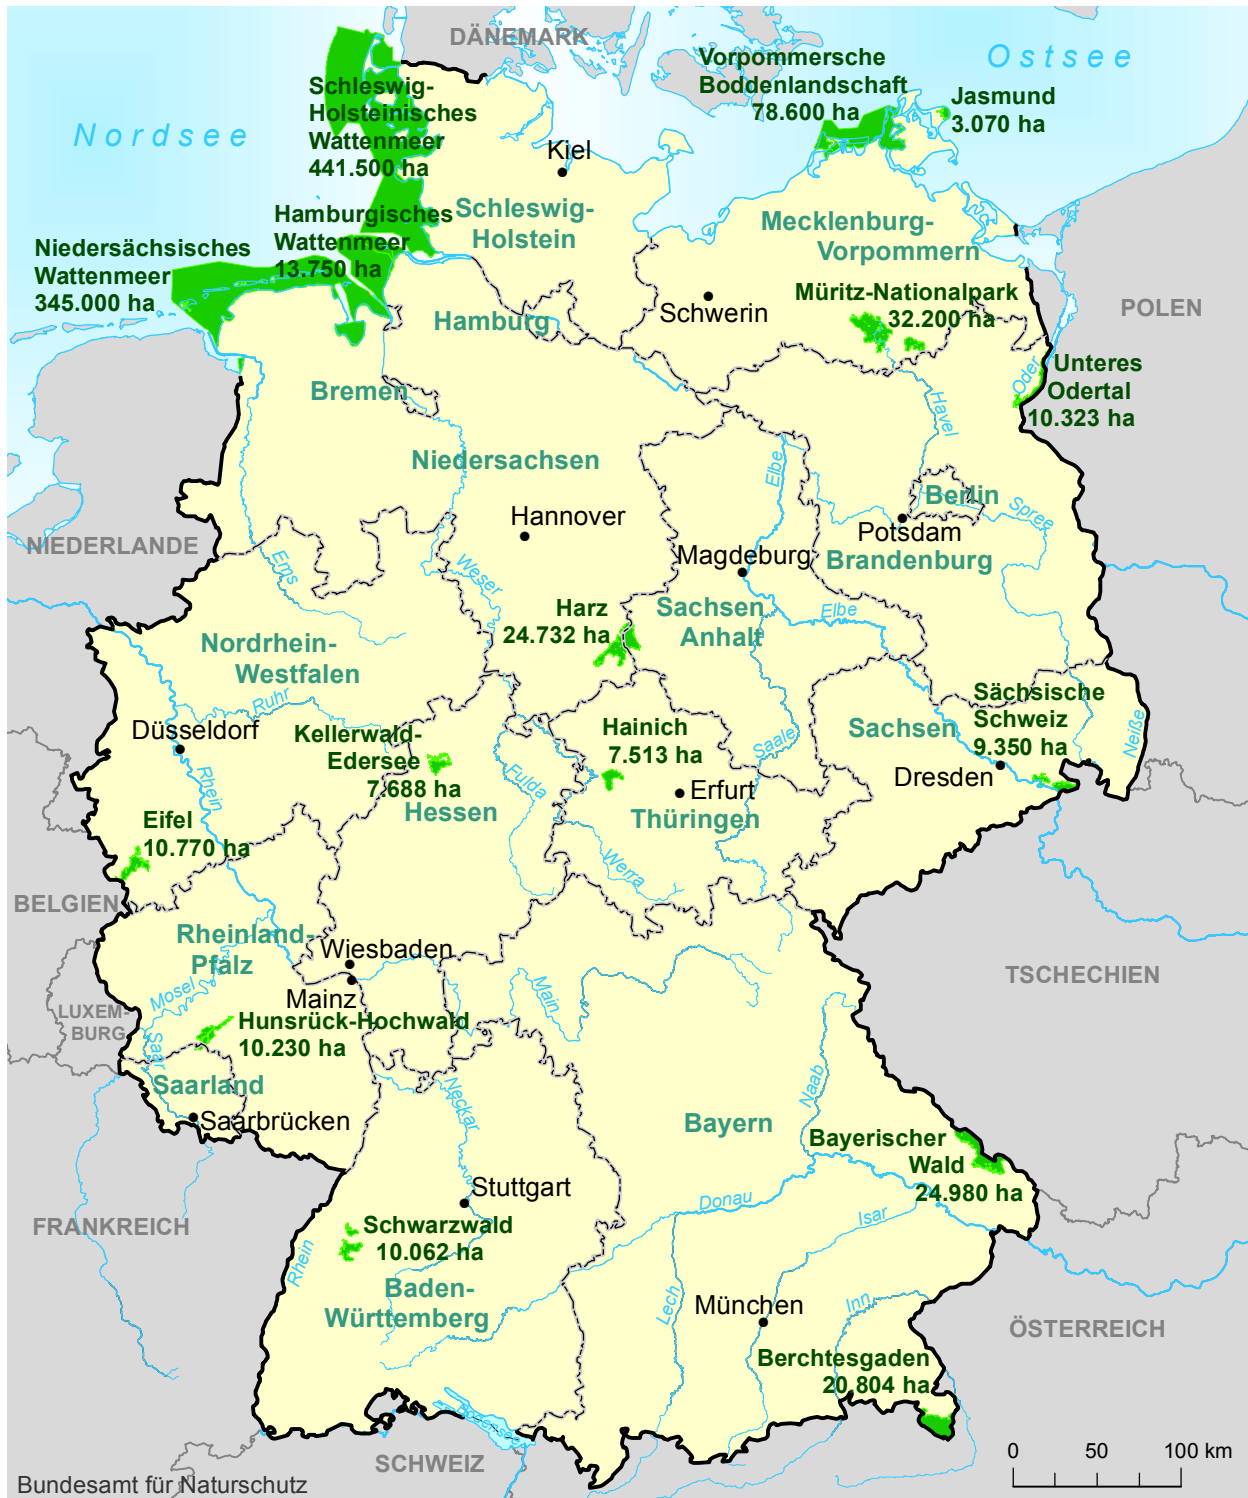 DÄNEMARK
Ostsee
Nordsee
Schleswig-
Holsteinisches
Wattenmeer
441.500 ha
Vorpommersche
Boddenlandschaft
78.600 ha
Jasmund
3.070 ha
Kiel
Hamburgisches
Wattenmeer
13.750 ha
Schleswig-
Holstein
Mecklenburg-
Vorpommern
Niedersächsisches
Wattenmeer
345.000 ha
Schwerin
Müritz-Nationalpark
32.200 ha
POLEN
Hamburg
Bremen
Unteres
Odertal
10.323 ha
Oder
Havel
Niedersachsen
Elbe
Berlin
Spree
Hannover
Potsdam
Brandenburg
NIEDERLANDE
Ems
Weser
Magdeburg
Harz
24.732 ha
Sachsen
Anhalt
Elbe
Nordrhein-
Westfalen
Ruhr
Düsseldorf
Rhein
Kellerwald-
Edersee
7.688 ha
Hessen
Fulda
Hainich
7.513 ha
Saale
Sachsen
Sächsische
Schweiz
9.350 ha
Neiße
Dresden
Erfurt
Thüringen
Werra
Eifel
10.770 ha
BELGIEN
Rheinland-
Pfalz
Wiesbaden
Mainz
Main
Mosel
LUXEM-
BURG
Saar
Hunsrück-Hochwald
10.230 ha
TSCHECHIEN
Saarland
Saarbrücken
Neckar
Bayern
Naab
Bayerischer
Wald
24.980 ha
Stuttgart
Donau
Isar
FRANKREICH
Rhein
Schwarzwald
10.062 ha
Baden-
Württemberg
Lech
München
Inn
ÖSTERREICH
Berchtesgaden
20.804 ha
Bodensee
SCHWEIZ
0 50 100 km
Bundesamt für Naturschutz